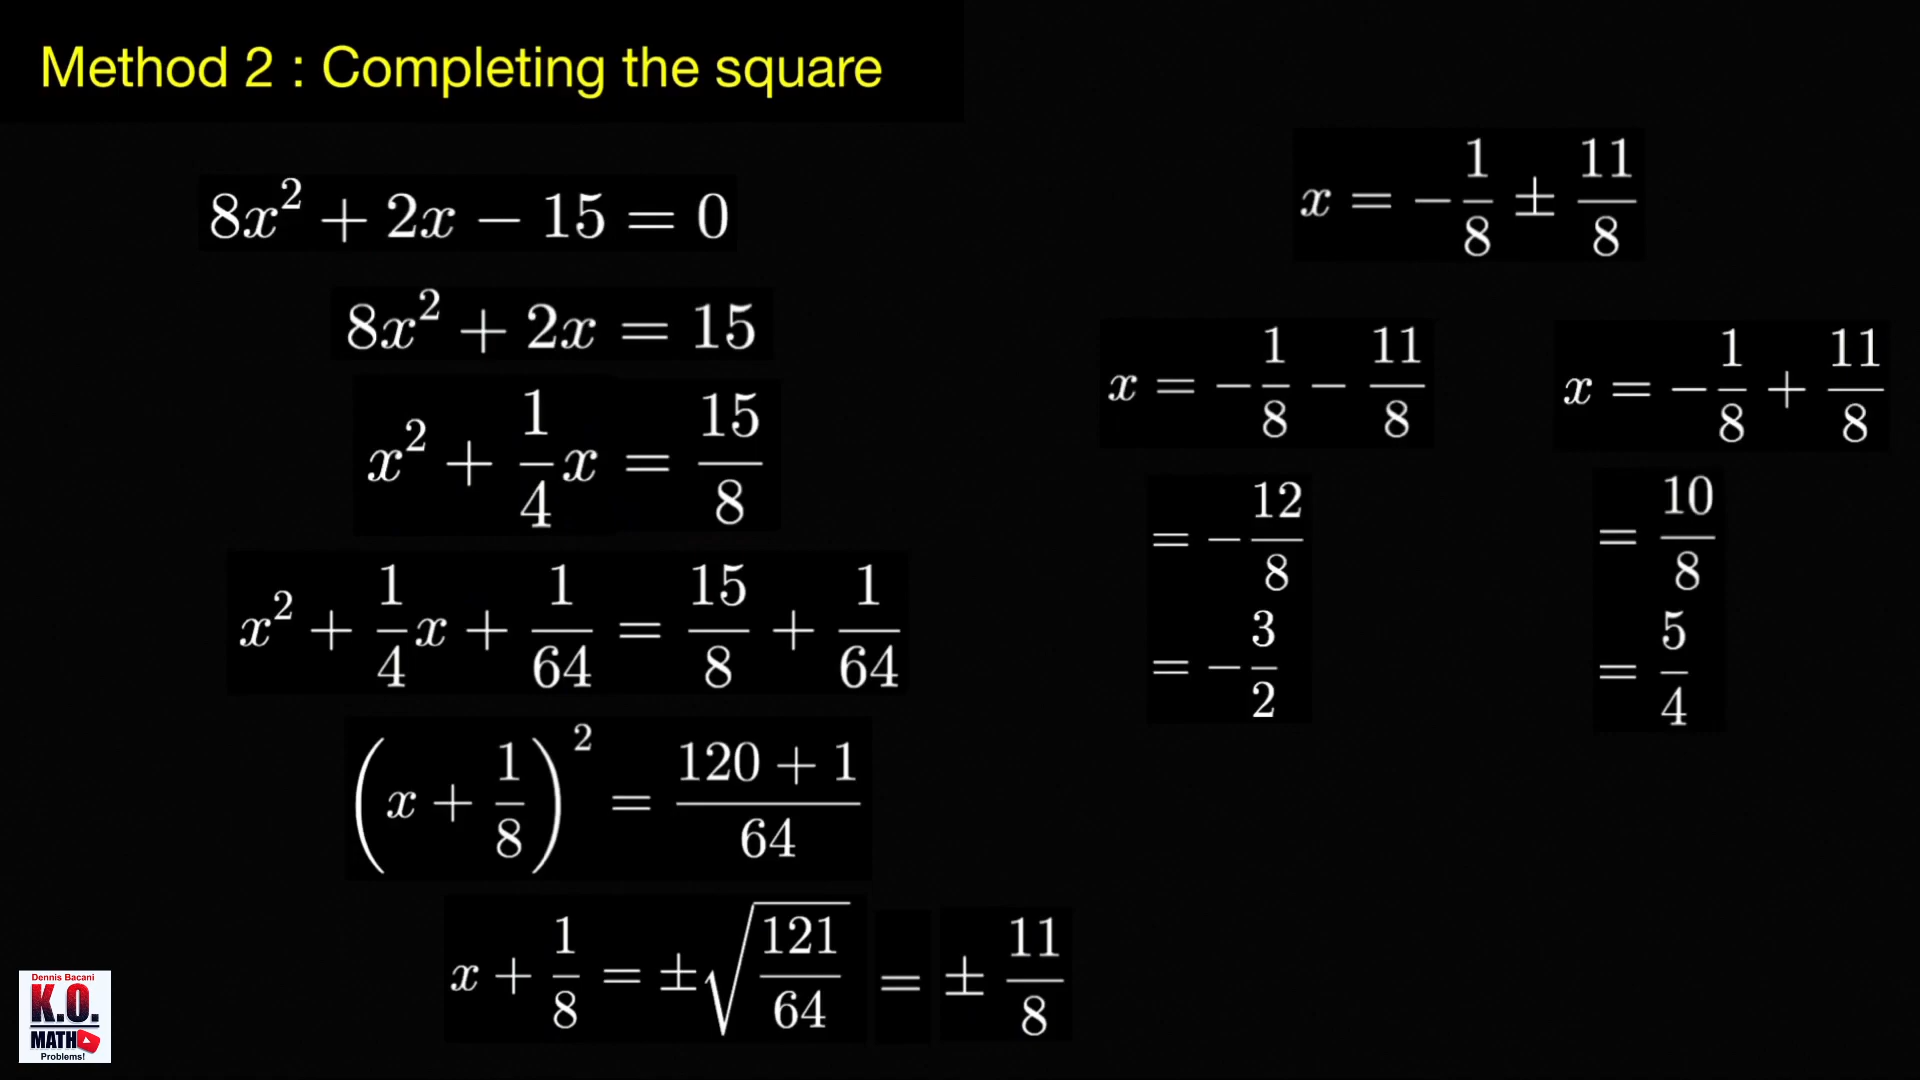 Method 2 : Completing the square
8x² + 2x − 15 = 0
8x² + 2x = 15
x² + 1/4 x = 15/8
x² + 1/4 x + 1/64 = 15/8 + 1/64
(x + 1/8)² = (120 + 1)/64
x + 1/8 = ±√(121/64) = ± 11/8
x = −1/8 ± 11/8
x = −1/8 − 11/8
= −12/8
= −3/2
x = −1/8 + 11/8
= 10/8
= 5/4
Dennis Bacani
K.O.
MATH
Problems!